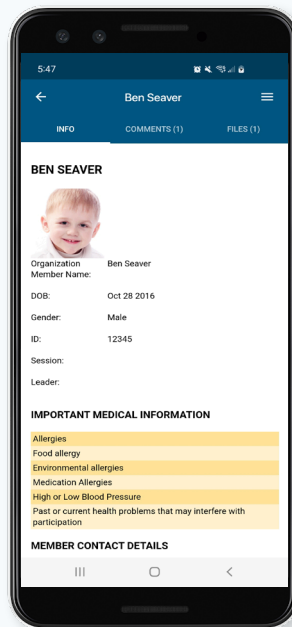 5:47
Ben Seaver
INFO COMMENTS (1) FILES (1)
BEN SEAVER
Organization Member Name: Ben Seaver
DOB: Oct 28 2016
Gender: Male
ID: 12345
Session:
Leader:
IMPORTANT MEDICAL INFORMATION
Allergies
Food allergy
Environmental allergies
Medication Allergies
High or Low Blood Pressure
Past or current health problems that may interfere with
participation
MEMBER CONTACT DETAILS